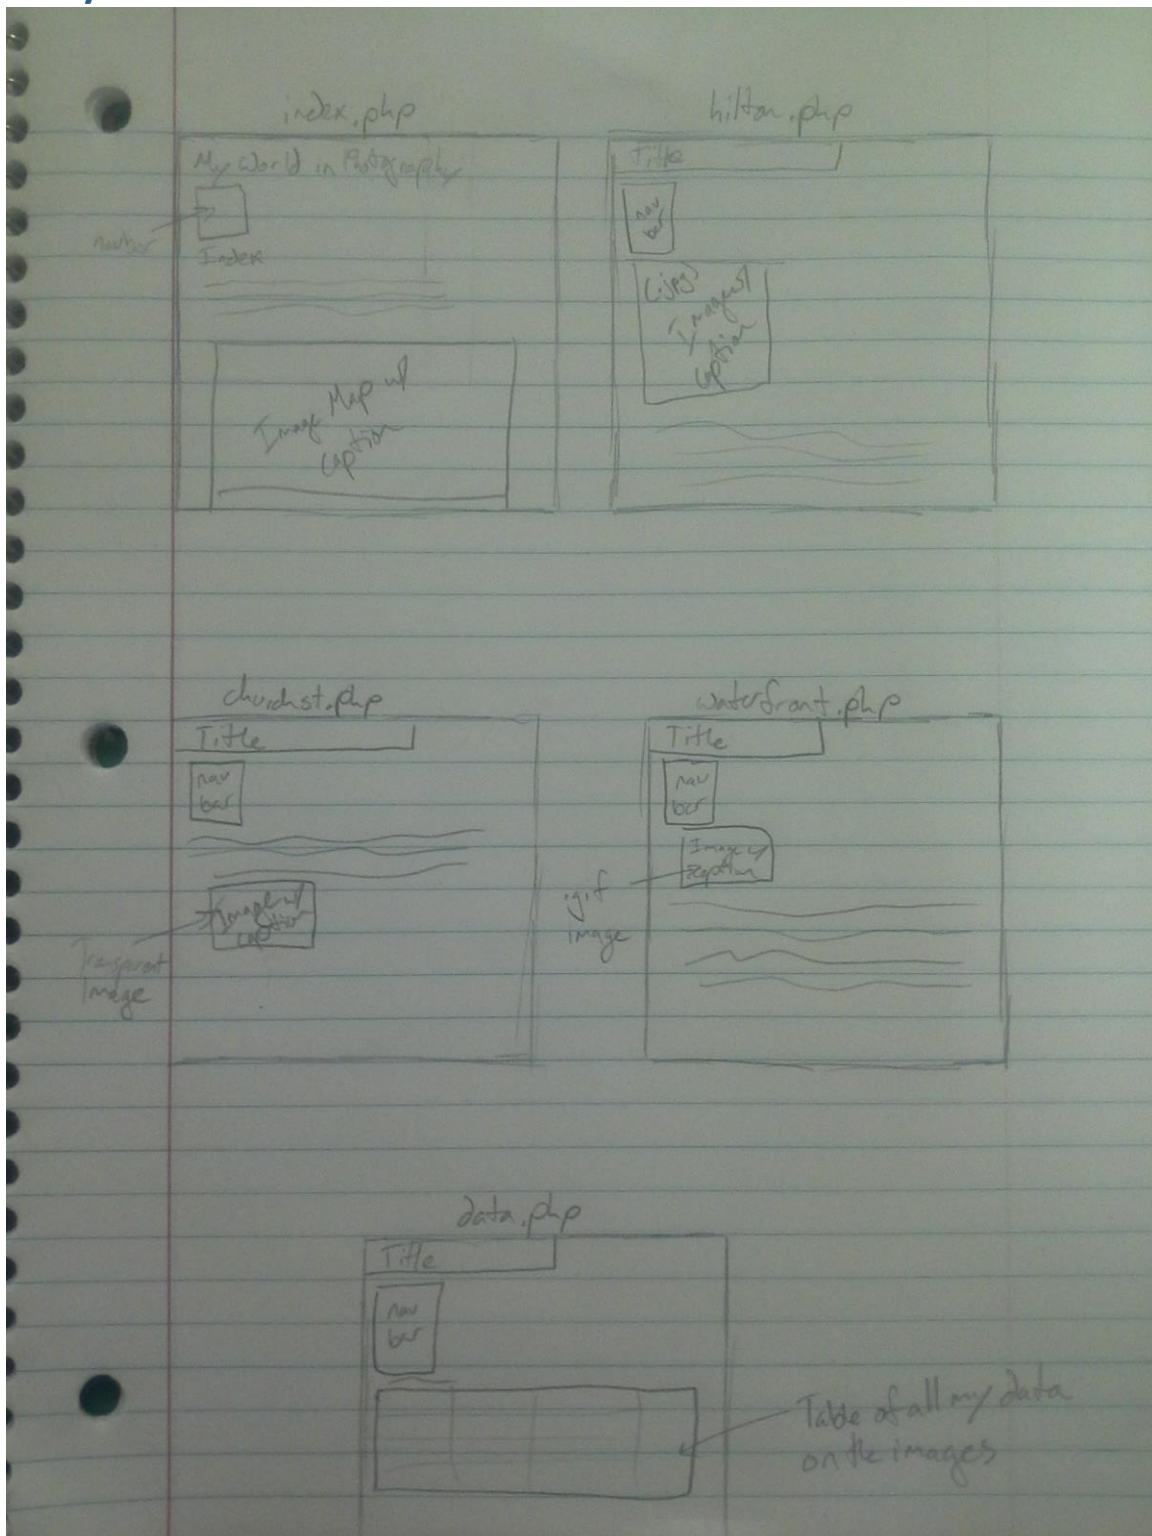 index.php
My World in Photography
navbar
Index
Image Map w/
caption
hilton.php
Title
nav
bar
(.jpg)
Image w/
caption
churchst.php
Title
nav
bar
Image w/
caption
Transparent
Image
waterfront.php
Title
nav
bar
Image w/
caption
.gif
image
data.php
Title
nav
bar
Table of all my data
on the images